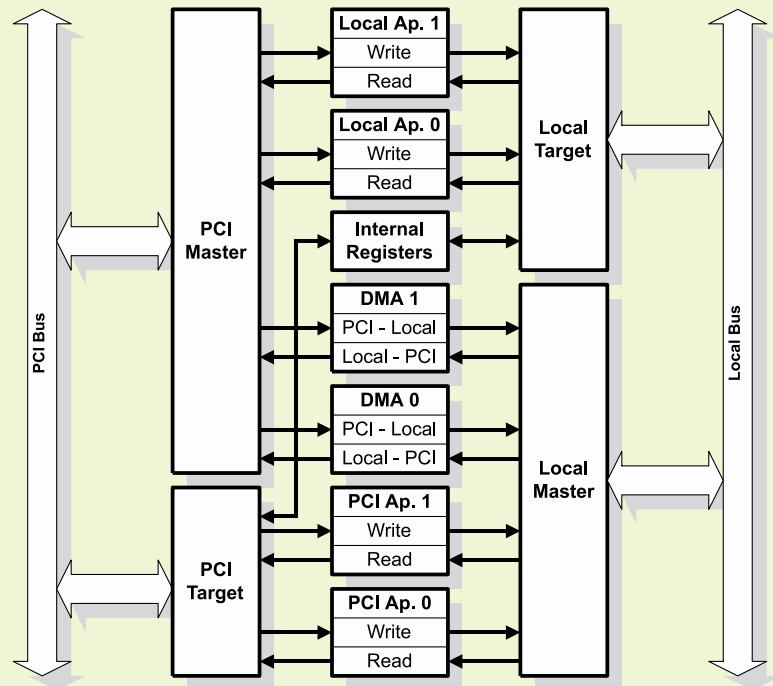 PCI Bus
PCI
Master
PCI
Target
Local Ap. 1
Write
Read
Local Ap. 0
Write
Read
Internal
Registers
DMA 1
PCI - Local
Local - PCI
DMA 0
PCI - Local
Local - PCI
PCI Ap. 1
Write
Read
PCI Ap. 0
Write
Read
Local
Target
Local
Master
Local Bus